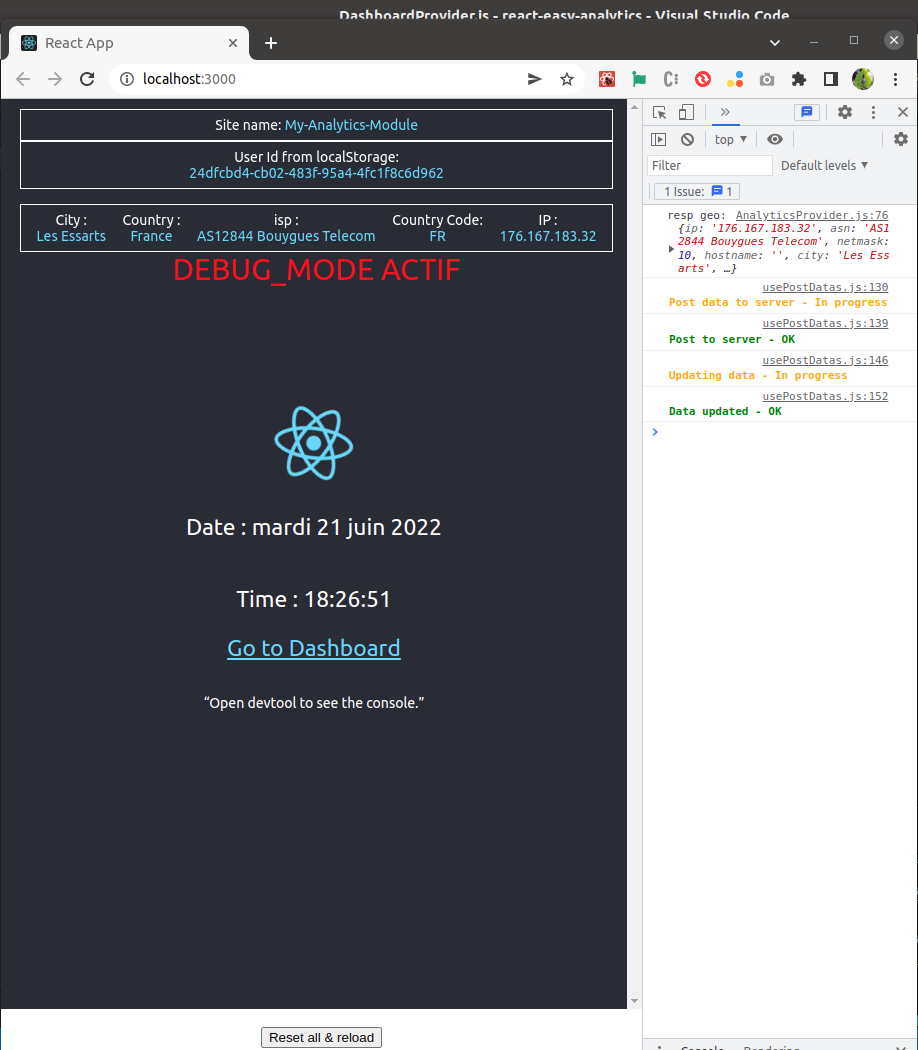 DashboardProvider.js - react-easy-analytics - Visual Studio Code
React App
localhost:3000
Site name: My-Analytics-Module
User Id from localStorage:
24dfcbd4-cb02-483f-95a4-4fc1f8c6d962
City : Country : isp : Country Code: IP :
Les Essarts France AS12844 Bouygues Telecom FR 176.167.183.32
DEBUG_MODE ACTIF
Date : mardi 21 juin 2022
Time : 18:26:51
Go to Dashboard
“Open devtool to see the console.”
Reset all & reload
top
Filter Default levels
1 Issue: 1
resp geo: AnalyticsProvider.js:76
{ip: '176.167.183.32', asn: 'AS1
2844 Bouygues Telecom', netmask:
10, hostname: '', city: 'Les Ess
arts', …}
usePostDatas.js:130
Post data to server - In progress
usePostDatas.js:139
Post to server - OK
usePostDatas.js:146
Updating data - In progress
usePostDatas.js:152
Data updated - OK
Console Rendering